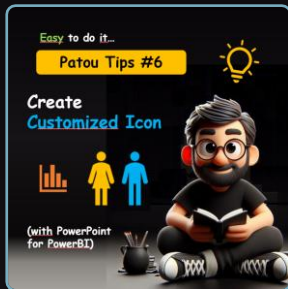 Easy to do it...
Patou Tips #6
Create
Customized Icon
(with PowerPoint
for PowerBI)